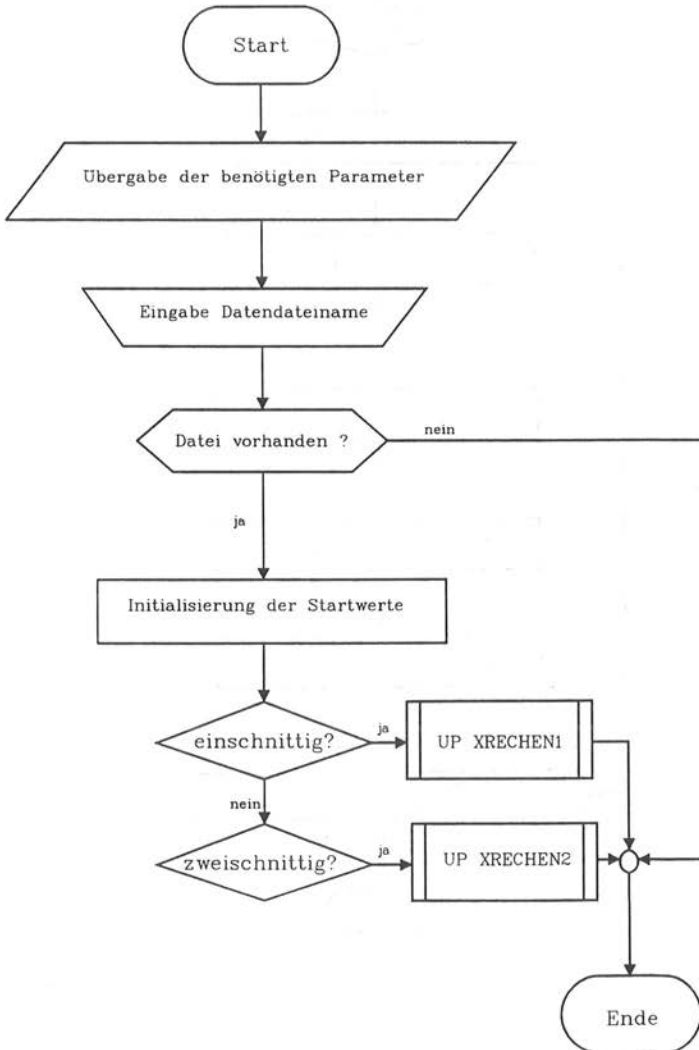 Start
Übergabe der benötigten Parameter
Eingabe Datendateiname
Datei vorhanden ?
nein
ja
Initialisierung der Startwerte
einschnittig?
ja
UP XRECHEN1
nein
zweischnittig?
ja
UP XRECHEN2
Ende